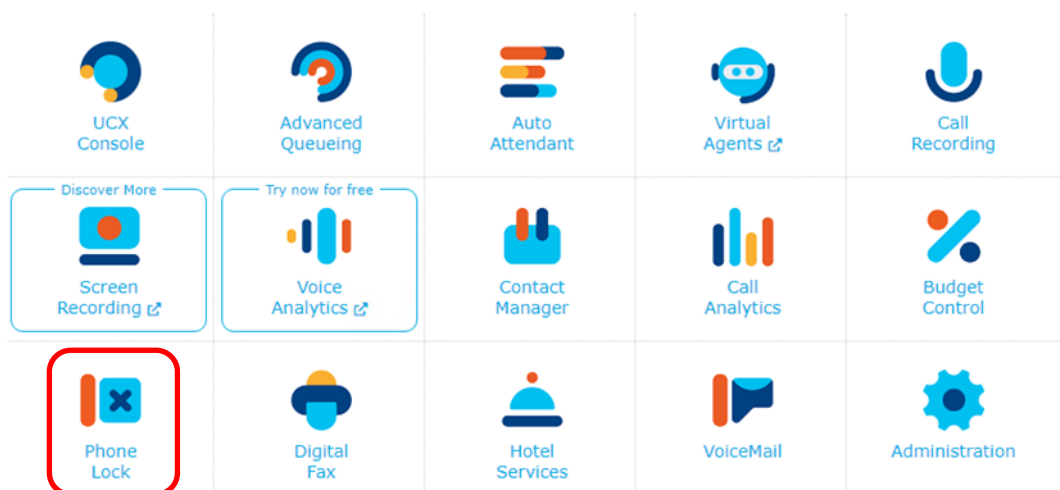 UCX
Console
Advanced
Queueing
Auto
Attendant
Virtual
Agents
Call
Recording
Discover More
Screen
Recording
Try now for free
Voice
Analytics
Contact
Manager
Call
Analytics
Budget
Control
Phone
Lock
Digital
Fax
Hotel
Services
VoiceMail
Administration